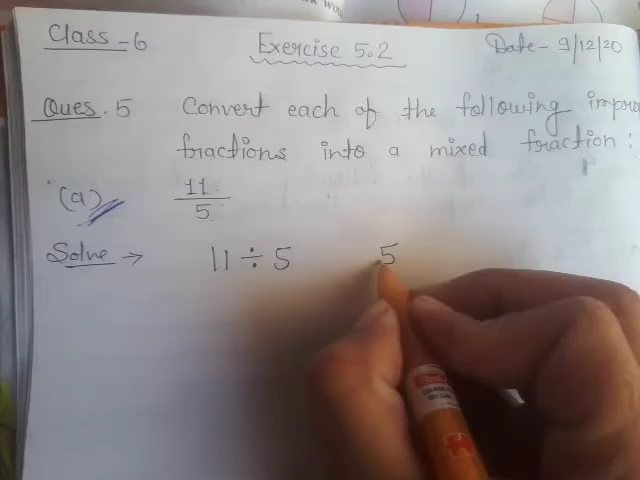 Class - 6 Exercise 5.2 Date - 9/12/20
Ques. 5 Convert each of the following impro
fractions into a mixed fraction :
(a) 11/5
Solve → 11 ÷ 5 5